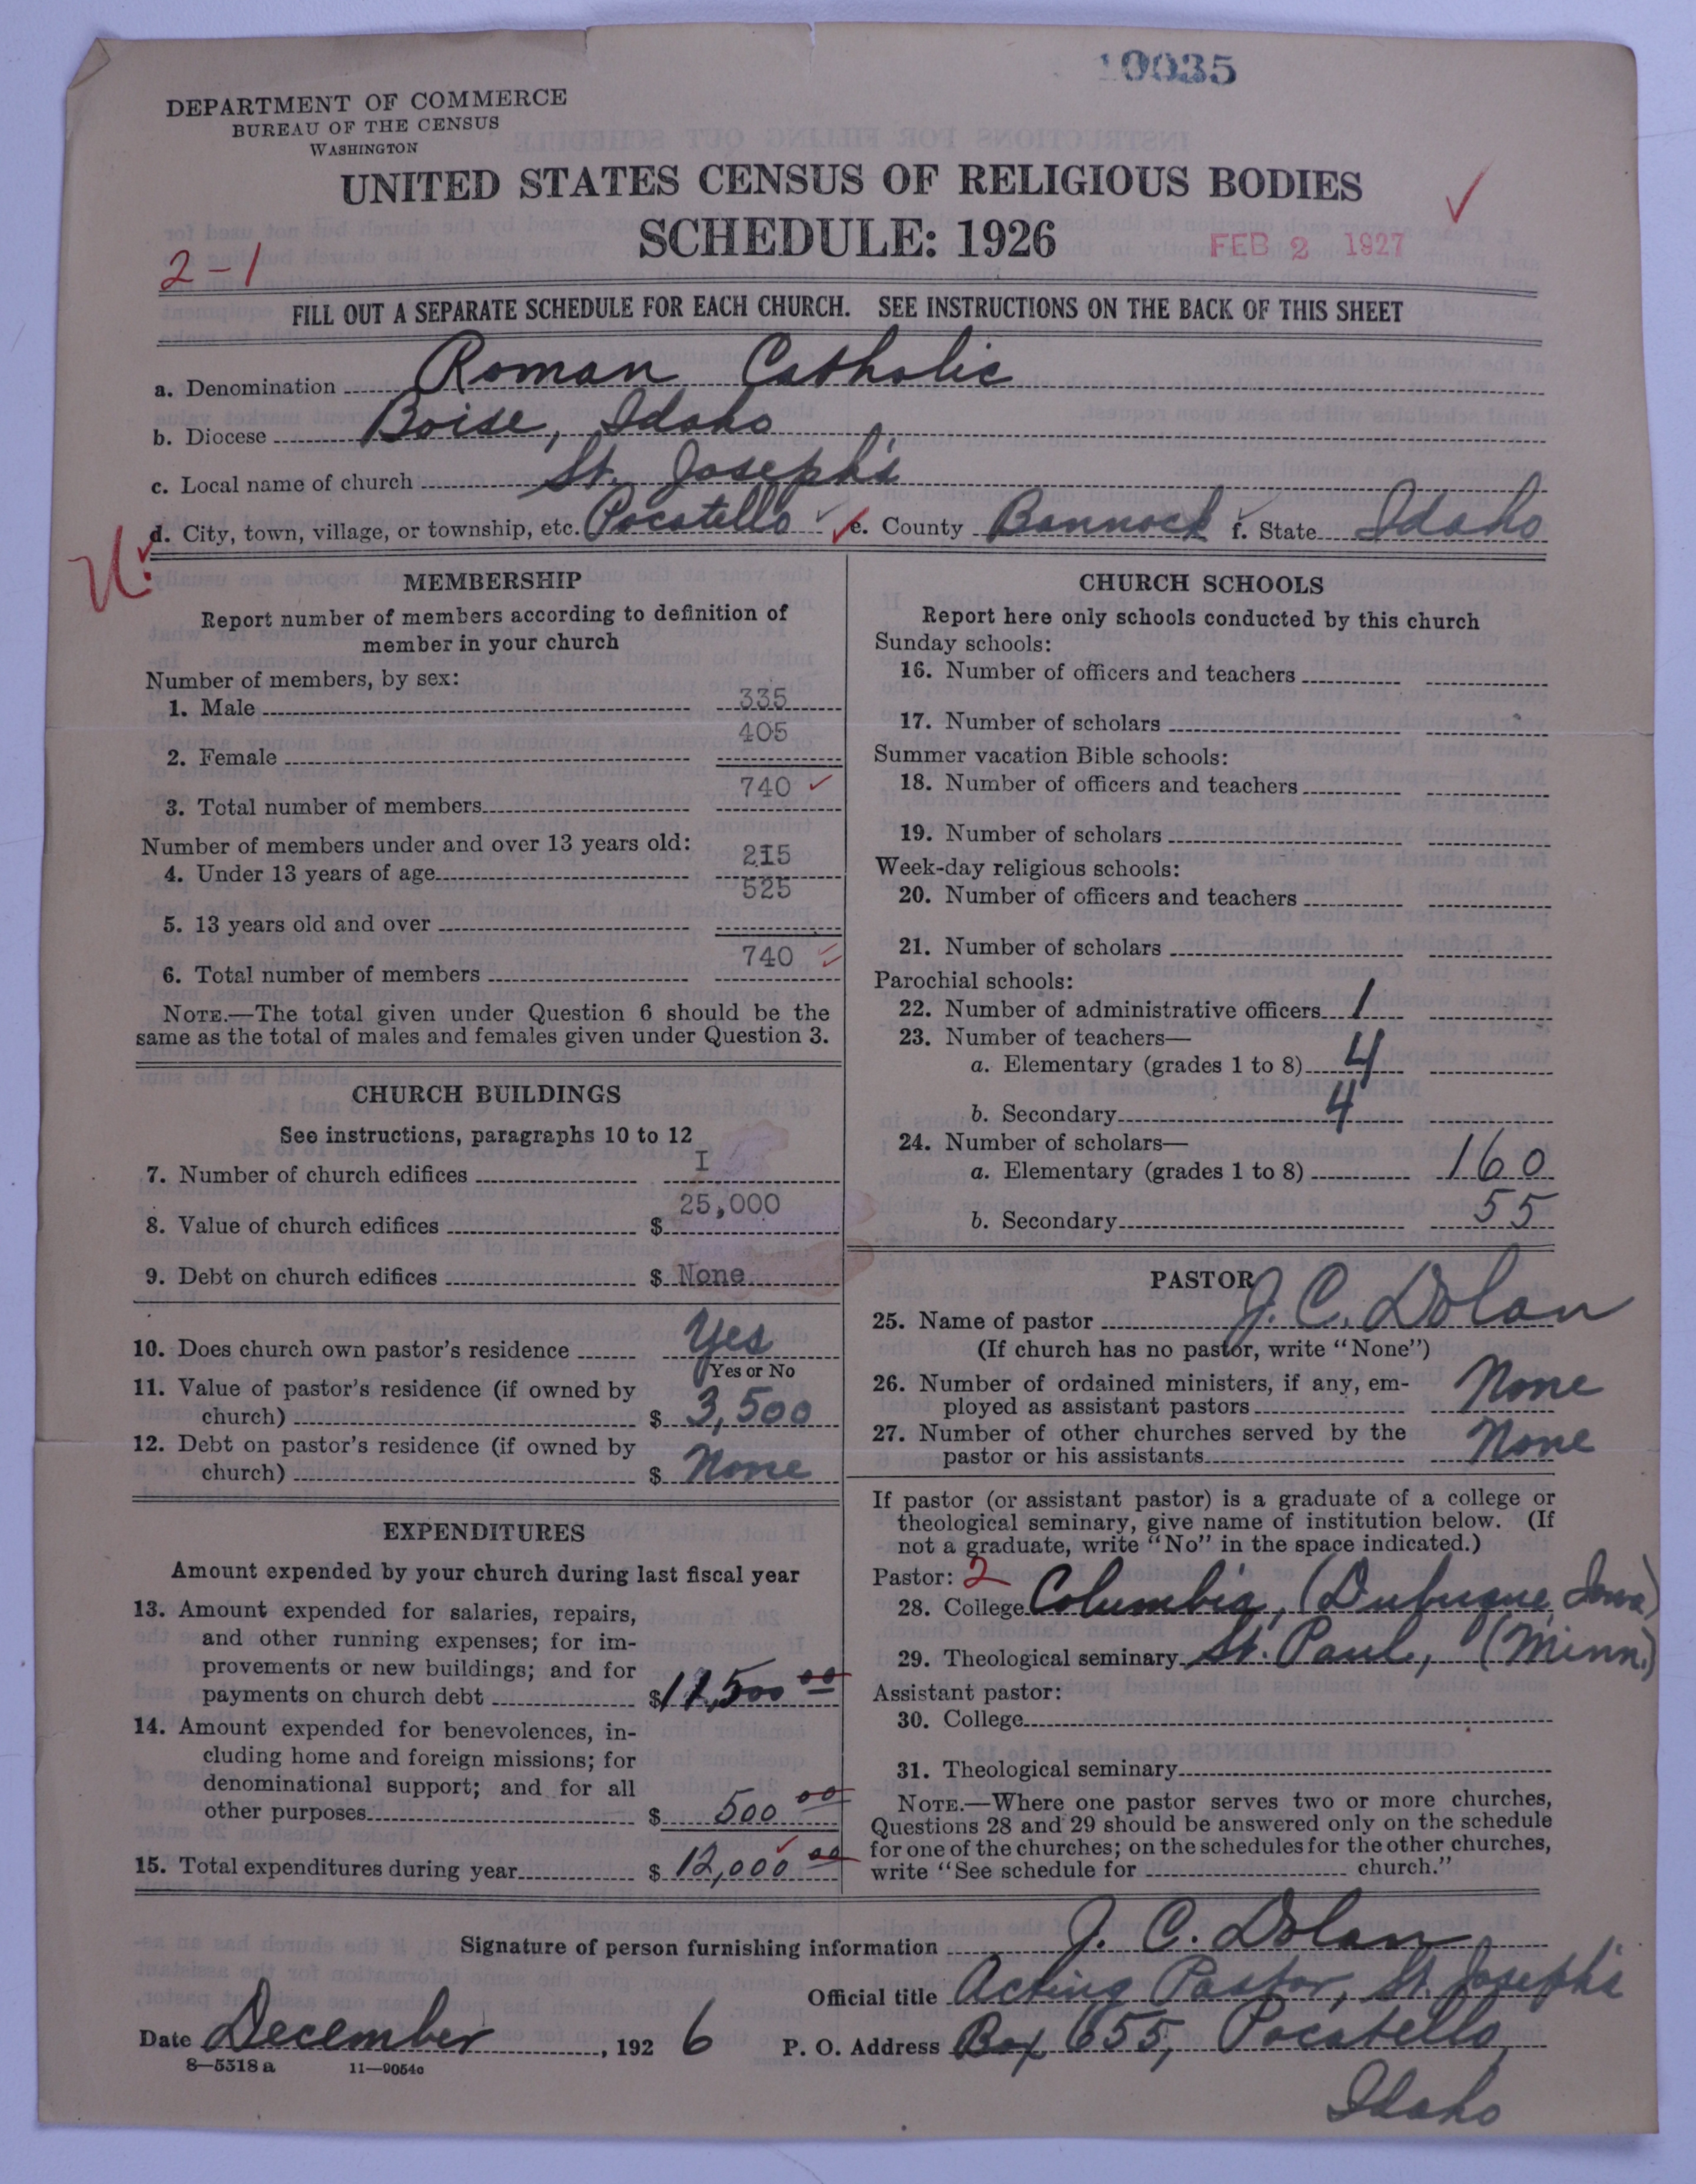 10035
DEPARTMENT OF COMMERCE
BUREAU OF THE CENSUS
WASHINGTON
UNITED STATES CENSUS OF RELIGIOUS BODIES
SCHEDULE: 1926
FEB 2 1927
2-1
FILL OUT A SEPARATE SCHEDULE FOR EACH CHURCH. SEE INSTRUCTIONS ON THE BACK OF THIS SHEET
a. Denomination Roman Catholic
b. Diocese Boise, Idaho
c. Local name of church St. Joseph's
d. City, town, village, or township, etc. Pocatello e. County Bannock f. State Idaho
MEMBERSHIP
Report number of members according to definition of
member in your church
Number of members, by sex:
1. Male 335
2. Female 405
3. Total number of members 740
Number of members under and over 13 years old:
4. Under 13 years of age 215
5. 13 years old and over 525
6. Total number of members 740
NOTE.—The total given under Question 6 should be the
same as the total of males and females given under Question 3.
CHURCH BUILDINGS
See instructions, paragraphs 10 to 12
7. Number of church edifices I
8. Value of church edifices $ 25,000
9. Debt on church edifices $ None
10. Does church own pastor's residence Yes
Yes or No
11. Value of pastor's residence (if owned by
church) $ 3,500
12. Debt on pastor's residence (if owned by
church) $ None
EXPENDITURES
Amount expended by your church during last fiscal year
13. Amount expended for salaries, repairs,
and other running expenses; for im-
provements or new buildings; and for
payments on church debt $ 11,500 00
14. Amount expended for benevolences, in-
cluding home and foreign missions; for
denominational support; and for all
other purposes $ 500 00
15. Total expenditures during year $ 12,000 00
CHURCH SCHOOLS
Report here only schools conducted by this church
Sunday schools:
16. Number of officers and teachers
17. Number of scholars
Summer vacation Bible schools:
18. Number of officers and teachers
19. Number of scholars
Week-day religious schools:
20. Number of officers and teachers
21. Number of scholars
Parochial schools:
22. Number of administrative officers 1
23. Number of teachers—
a. Elementary (grades 1 to 8) 4
b. Secondary 4
24. Number of scholars—
a. Elementary (grades 1 to 8) 160
b. Secondary 55
PASTOR
25. Name of pastor J. C. Dolan
(If church has no pastor, write "None")
26. Number of ordained ministers, if any, em-
ployed as assistant pastors None
27. Number of other churches served by the
pastor or his assistants None
If pastor (or assistant pastor) is a graduate of a college or
theological seminary, give name of institution below. (If
not a graduate, write "No" in the space indicated.)
Pastor: 2
28. College Columbia, (Dubuque, Iowa)
29. Theological seminary St. Paul, (Minn.)
Assistant pastor:
30. College
31. Theological seminary
NOTE.—Where one pastor serves two or more churches,
Questions 28 and 29 should be answered only on the schedule
for one of the churches; on the schedules for the other churches,
write "See schedule for church."
Signature of person furnishing information J. C. Dolan
Official title Acting Pastor, St. Joseph's
Date December, 1926 P. O. Address Box 655, Pocatello,
Idaho
8—5518a 11—9054c